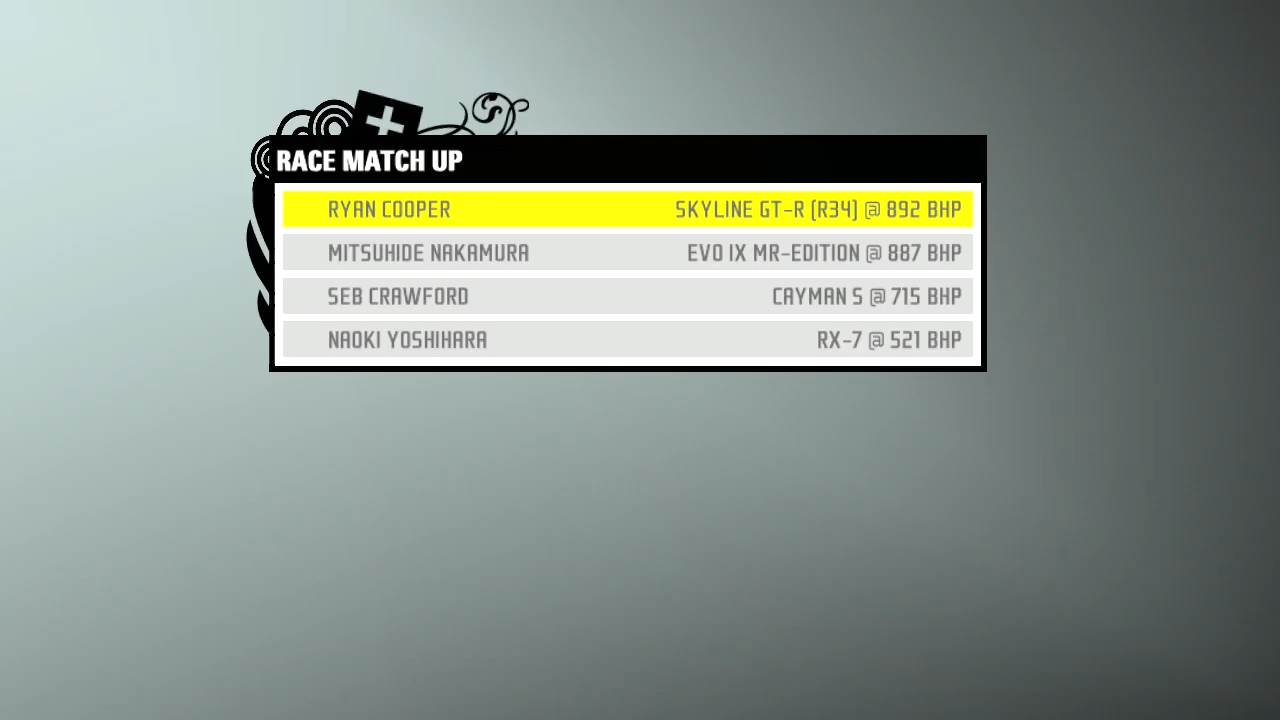 RACE MATCH UP
RYAN COOPER SKYLINE GT-R (R34) @ 892 BHP
MITSUHIDE NAKAMURA EVO IX MR-EDITION @ 887 BHP
SEB CRAWFORD CAYMAN S @ 715 BHP
NAOKI YOSHIHARA RX-7 @ 521 BHP